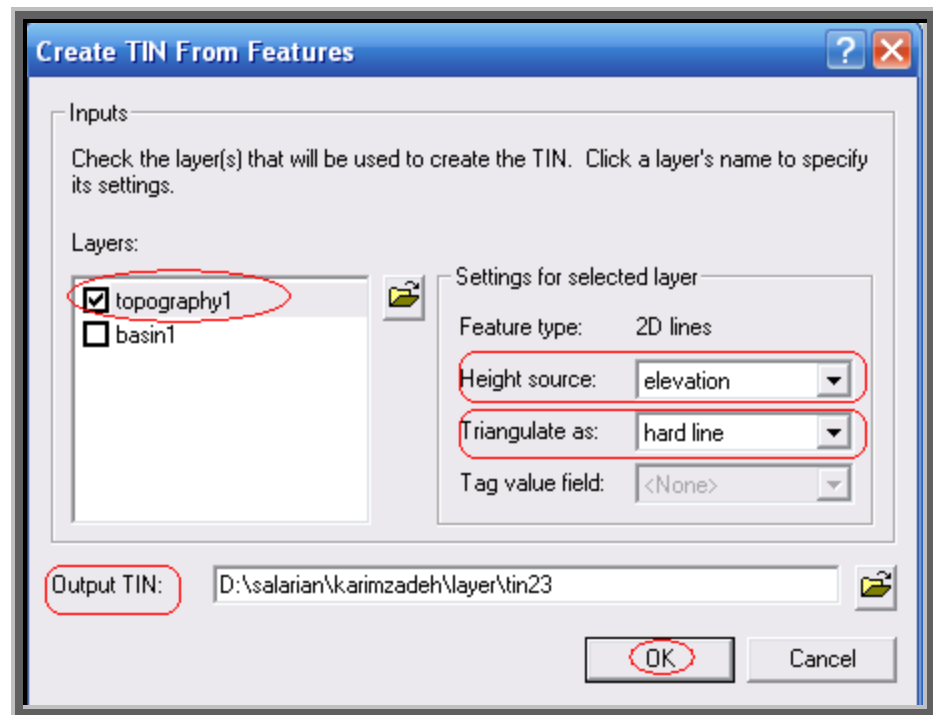 Create TIN From Features
Inputs
Check the layer(s) that will be used to create the TIN. Click a layer's name to specify
its settings.
Layers:
topography1
basin1
Settings for selected layer
Feature type: 2D lines
Height source: elevation
Triangulate as: hard line
Tag value field: <None>
Output TIN: D:\salarian\karimzadeh\layer\tin23
OK Cancel